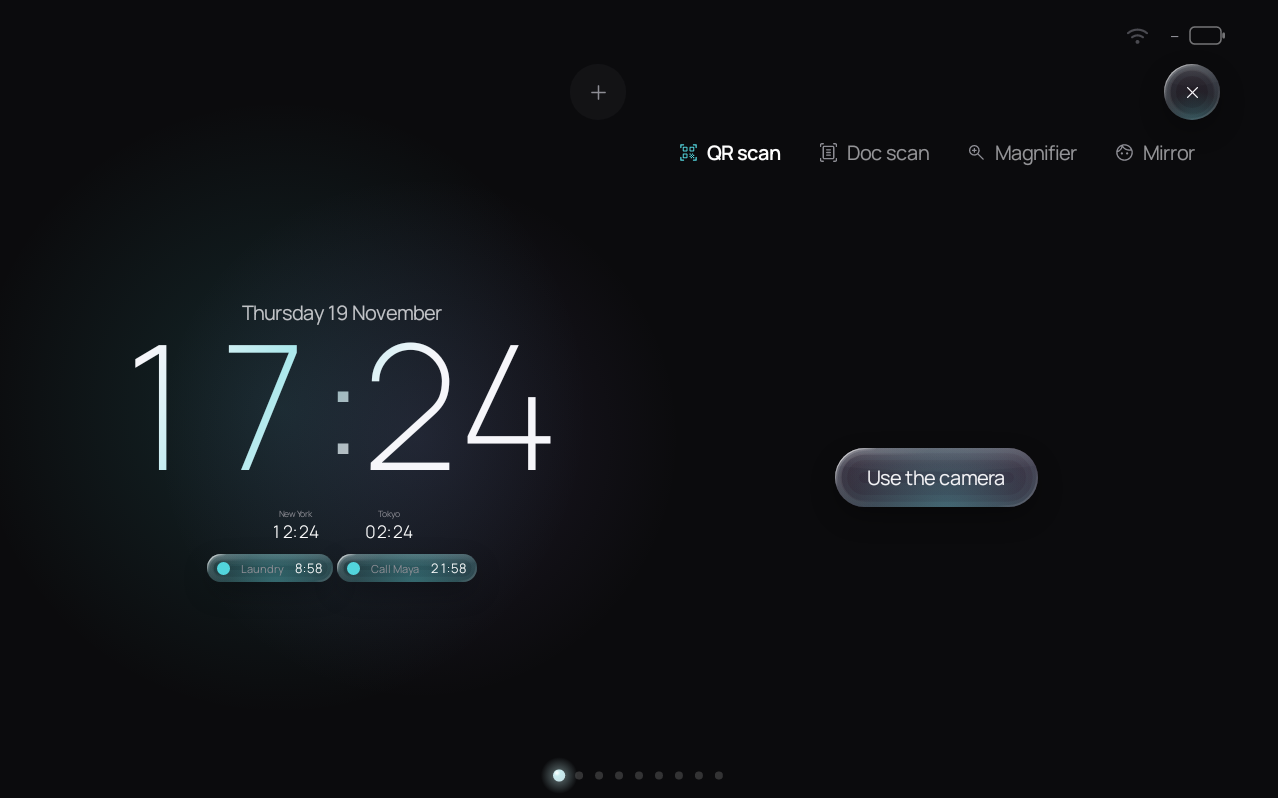 QR scan Doc scan Magnifier Mirror
Thursday 19 November
17:24
New York Tokyo
12:24 02:24
Laundry 8:58 Call Maya 21:58
Use the camera